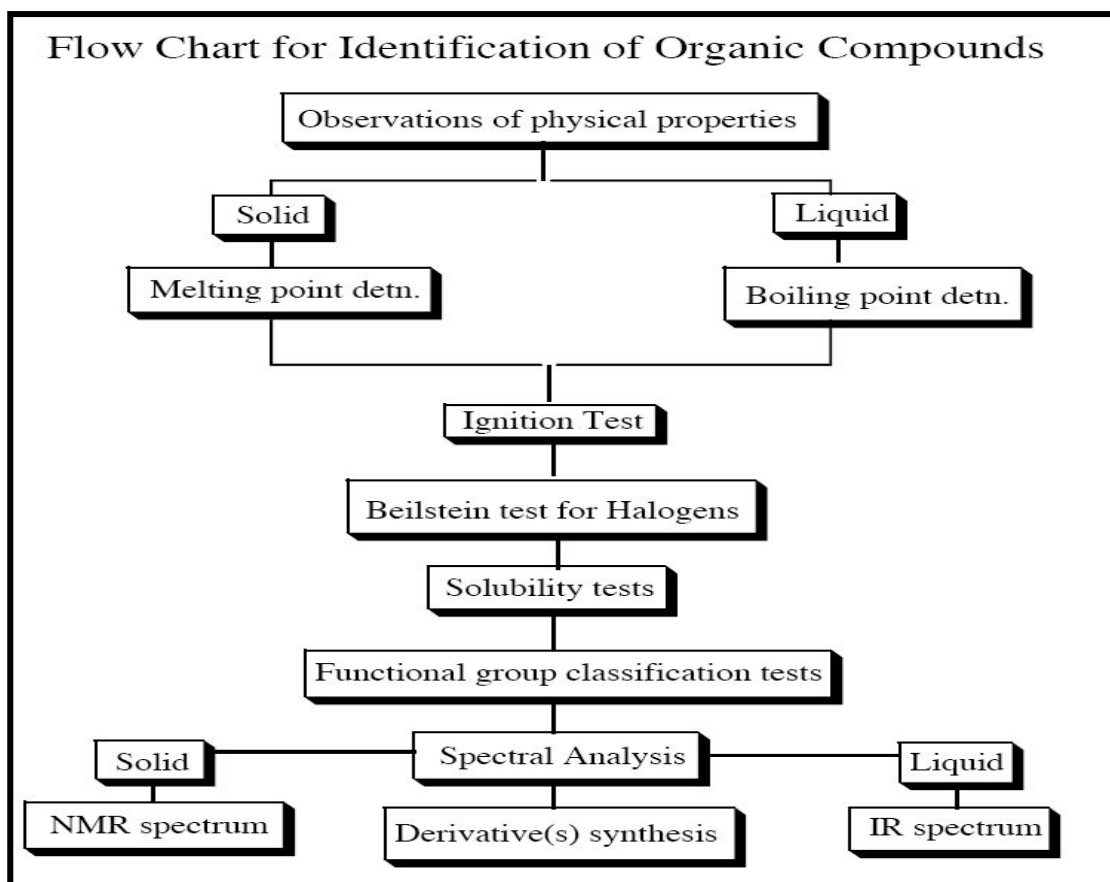 Flow Chart for Identification of Organic Compounds
Observations of physical properties
Solid
Liquid
Melting point detn.
Boiling point detn.
Ignition Test
Beilstein test for Halogens
Solubility tests
Functional group classification tests
Solid
Spectral Analysis
Liquid
NMR spectrum
Derivative(s) synthesis
IR spectrum